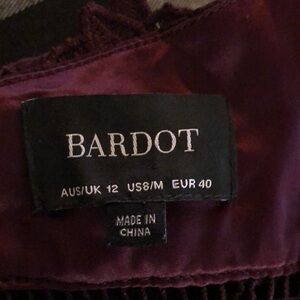 BARDOT
AUS/UK 12 US8/M EUR 40
MADE IN
CHINA